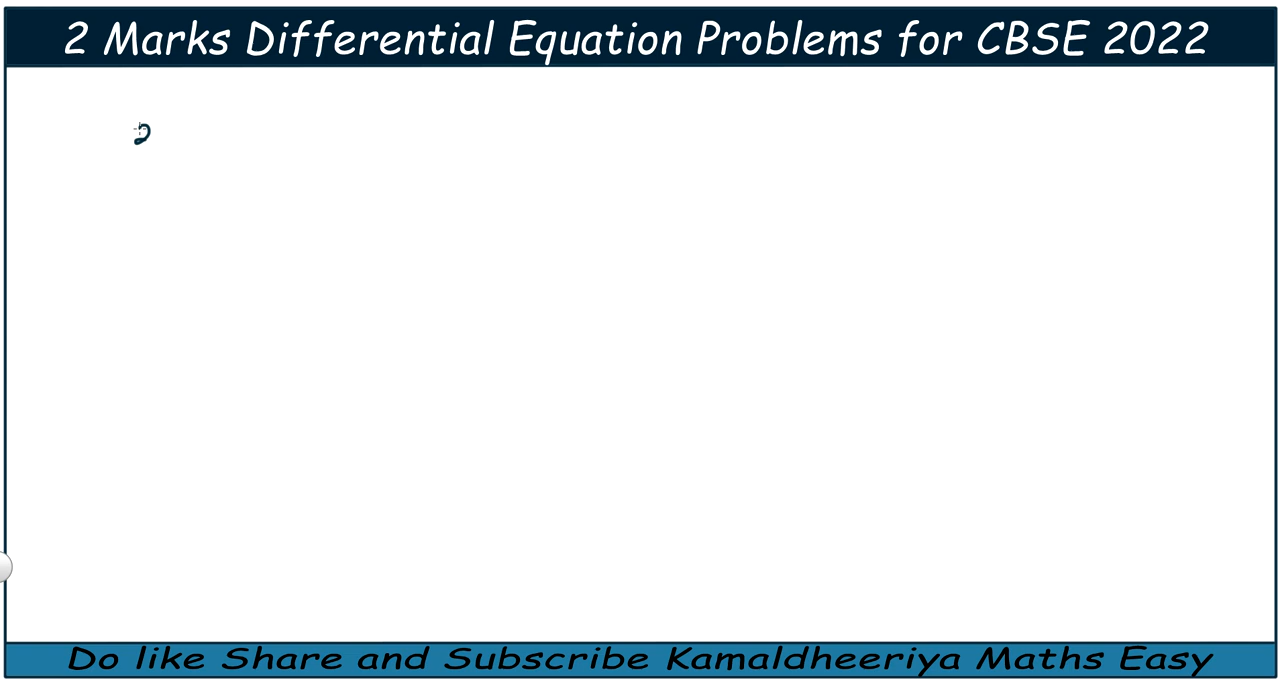 2 Marks Differential Equation Problems for CBSE 2022
Do like Share and Subscribe Kamaldheeriya Maths Easy